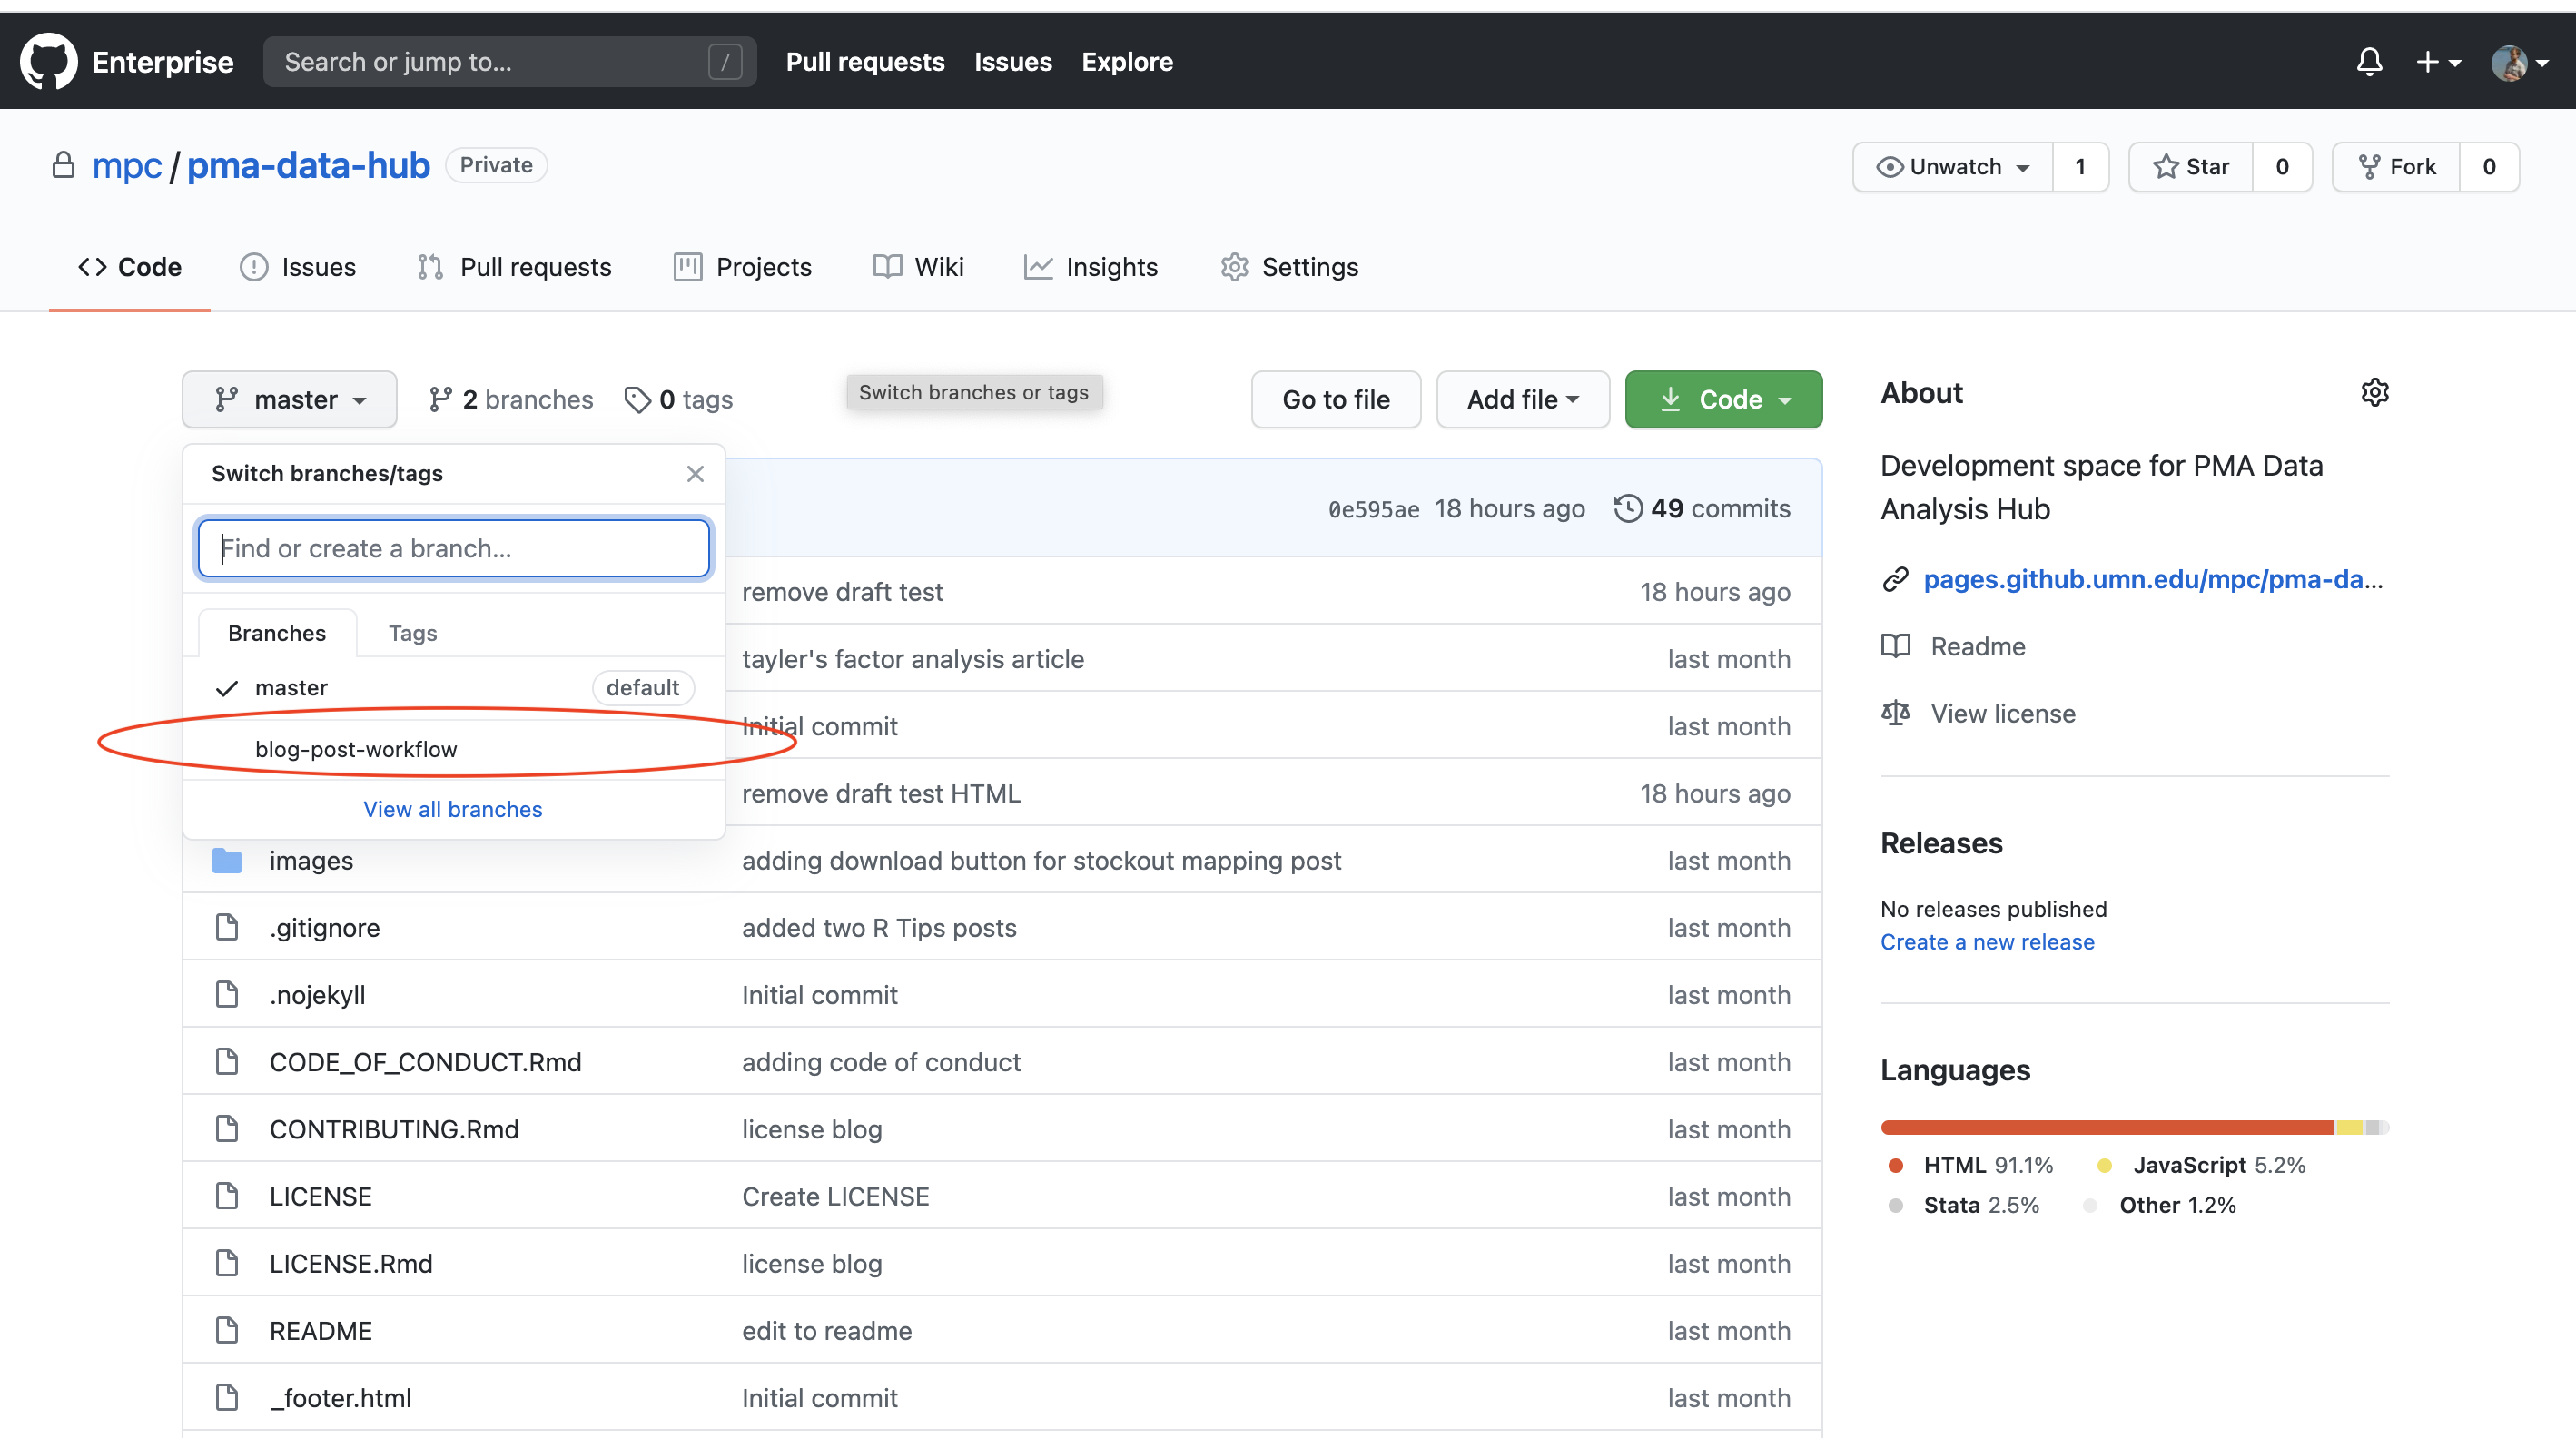 Enterprise Search or jump to... / Pull requests Issues Explore
mpc / pma-data-hub Private Unwatch 1 Star 0 Fork 0
Code Issues Pull requests Projects Wiki Insights Settings
master 2 branches 0 tags Switch branches or tags Go to file Add file Code
Switch branches/tags
Find or create a branch...
Branches Tags
master default
blog-post-workflow
View all branches
0e595ae 18 hours ago 49 commits
remove draft test 18 hours ago
tayler's factor analysis article last month
Initial commit last month
remove draft test HTML 18 hours ago
images adding download button for stockout mapping post last month
.gitignore added two R Tips posts last month
.nojekyll Initial commit last month
CODE_OF_CONDUCT.Rmd adding code of conduct last month
CONTRIBUTING.Rmd license blog last month
LICENSE Create LICENSE last month
LICENSE.Rmd license blog last month
README edit to readme last month
_footer.html Initial commit last month
About
Development space for PMA Data
Analysis Hub
pages.github.umn.edu/mpc/pma-da...
Readme
View license
Releases
No releases published
Create a new release
Languages
HTML 91.1% JavaScript 5.2%
Stata 2.5% Other 1.2%